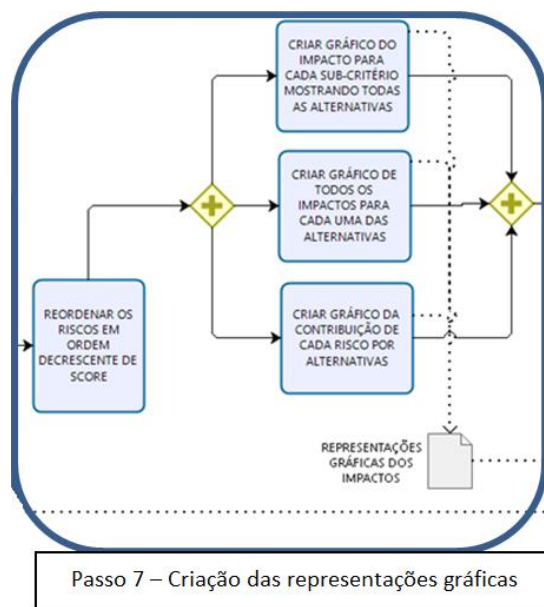 CRIAR GRÁFICO DO
IMPACTO PARA
CADA SUB-CRITÉRIO
MOSTRANDO TODAS
AS ALTERNATIVAS
CRIAR GRÁFICO DE
TODOS OS
IMPACTOS PARA
CADA UMA DAS
ALTERNATIVAS
REORDENAR OS
RISCOS EM
ORDEM
DECRESCENTE DE
SCORE
CRIAR GRÁFICO DA
CONTRIBUIÇÃO DE
CADA RISCO POR
ALTERNATIVAS
REPRESENTAÇÕES
GRÁFICAS DOS
IMPACTOS
Passo 7 – Criação das representações gráficas